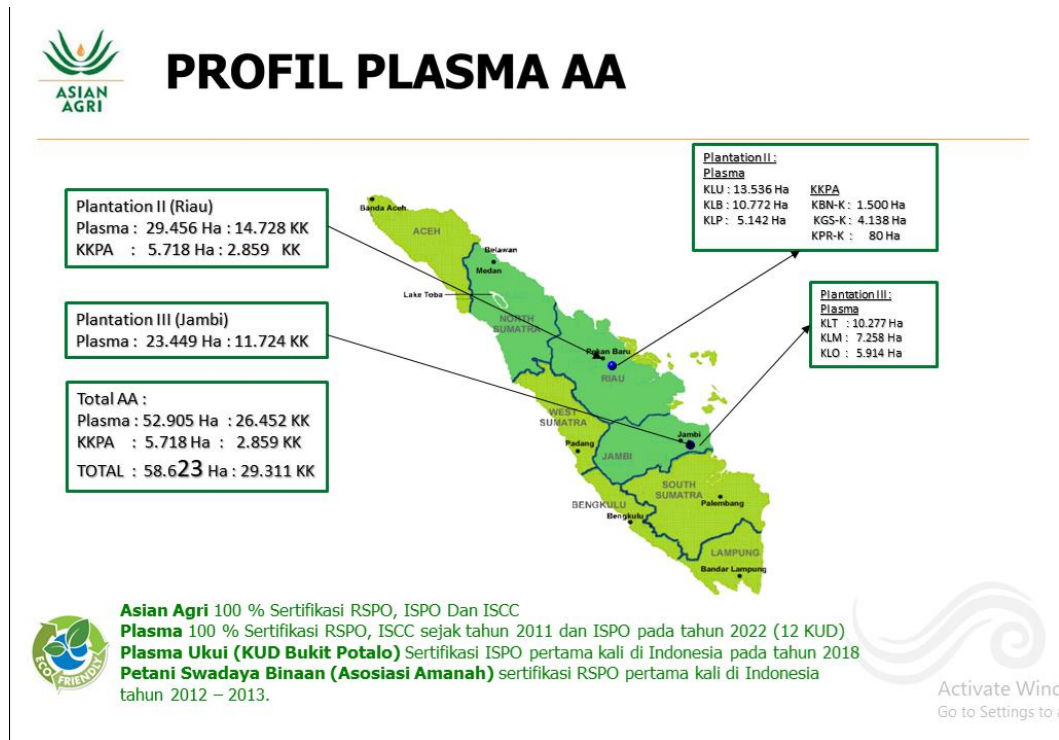 ASIAN
AGRI
PROFIL PLASMA AA
Plantation II (Riau)
Plasma : 29.456 Ha : 14.728 KK
KKPA : 5.718 Ha : 2.859 KK
Plantation III (Jambi)
Plasma : 23.449 Ha : 11.724 KK
Total AA :
Plasma : 52.905 Ha : 26.452 KK
KKPA : 5.718 Ha : 2.859 KK
TOTAL : 58.623 Ha : 29.311 KK
Plantation II :
Plasma
KLU : 13.536 Ha
KLB : 10.772 Ha
KLP : 5.142 Ha
KKPA
KBN-K : 1.500 Ha
KGS-K : 4.138 Ha
KPR-K : 80 Ha
Plantation III :
Plasma
KLT : 10.277 Ha
KLM : 7.258 Ha
KLO : 5.914 Ha
Banda Aceh
ACEH
Belawan
Medan
Lake Toba
NORTH
SUMATRA
Pekan Baru
RIAU
WEST
SUMATRA
Padang
Jambi
JAMBI
SOUTH
SUMATRA
Palembang
BENGKULU
Bengkulu
LAMPUNG
Bandar Lampung
ECO FRIENDLY
Asian Agri 100 % Sertifikasi RSPO, ISPO Dan ISCC
Plasma 100 % Sertifikasi RSPO, ISCC sejak tahun 2011 dan ISPO pada tahun 2022 (12 KUD)
Plasma Ukui (KUD Bukit Potalo) Sertifikasi ISPO pertama kali di Indonesia pada tahun 2018
Petani Swadaya Binaan (Asosiasi Amanah) sertifikasi RSPO pertama kali di Indonesia
tahun 2012 – 2013.
Activate Wind
Go to Settings to a